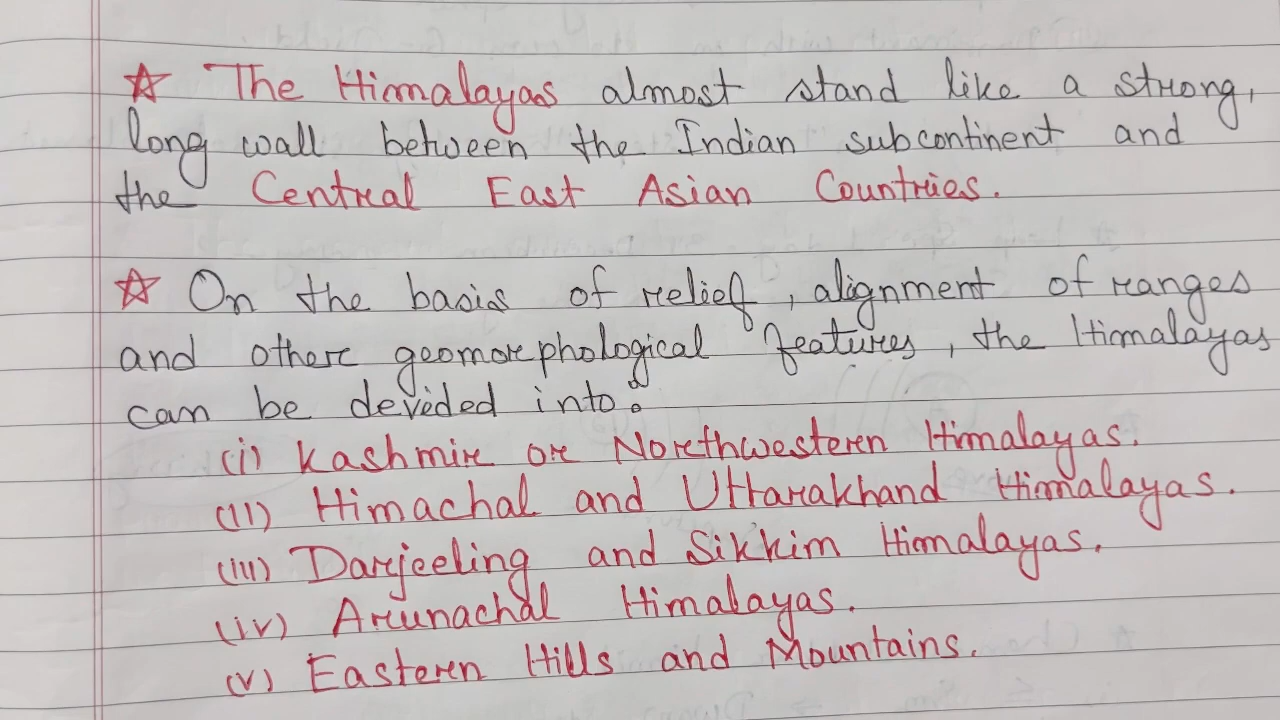 ☆ The Himalayas almost stand like a strong,
long wall between the Indian subcontinent and
the Central East Asian Countries.
☆ On the basis of relief, alignment of ranges
and other geomorphological features, the Himalayas
can be devided into:
(i) Kashmir or Northwestern Himalayas.
(II) Himachal and Uttarakhand Himalayas.
(III) Darjeeling and Sikkim Himalayas.
(IV) Arunachal Himalayas.
(V) Eastern Hills and Mountains.